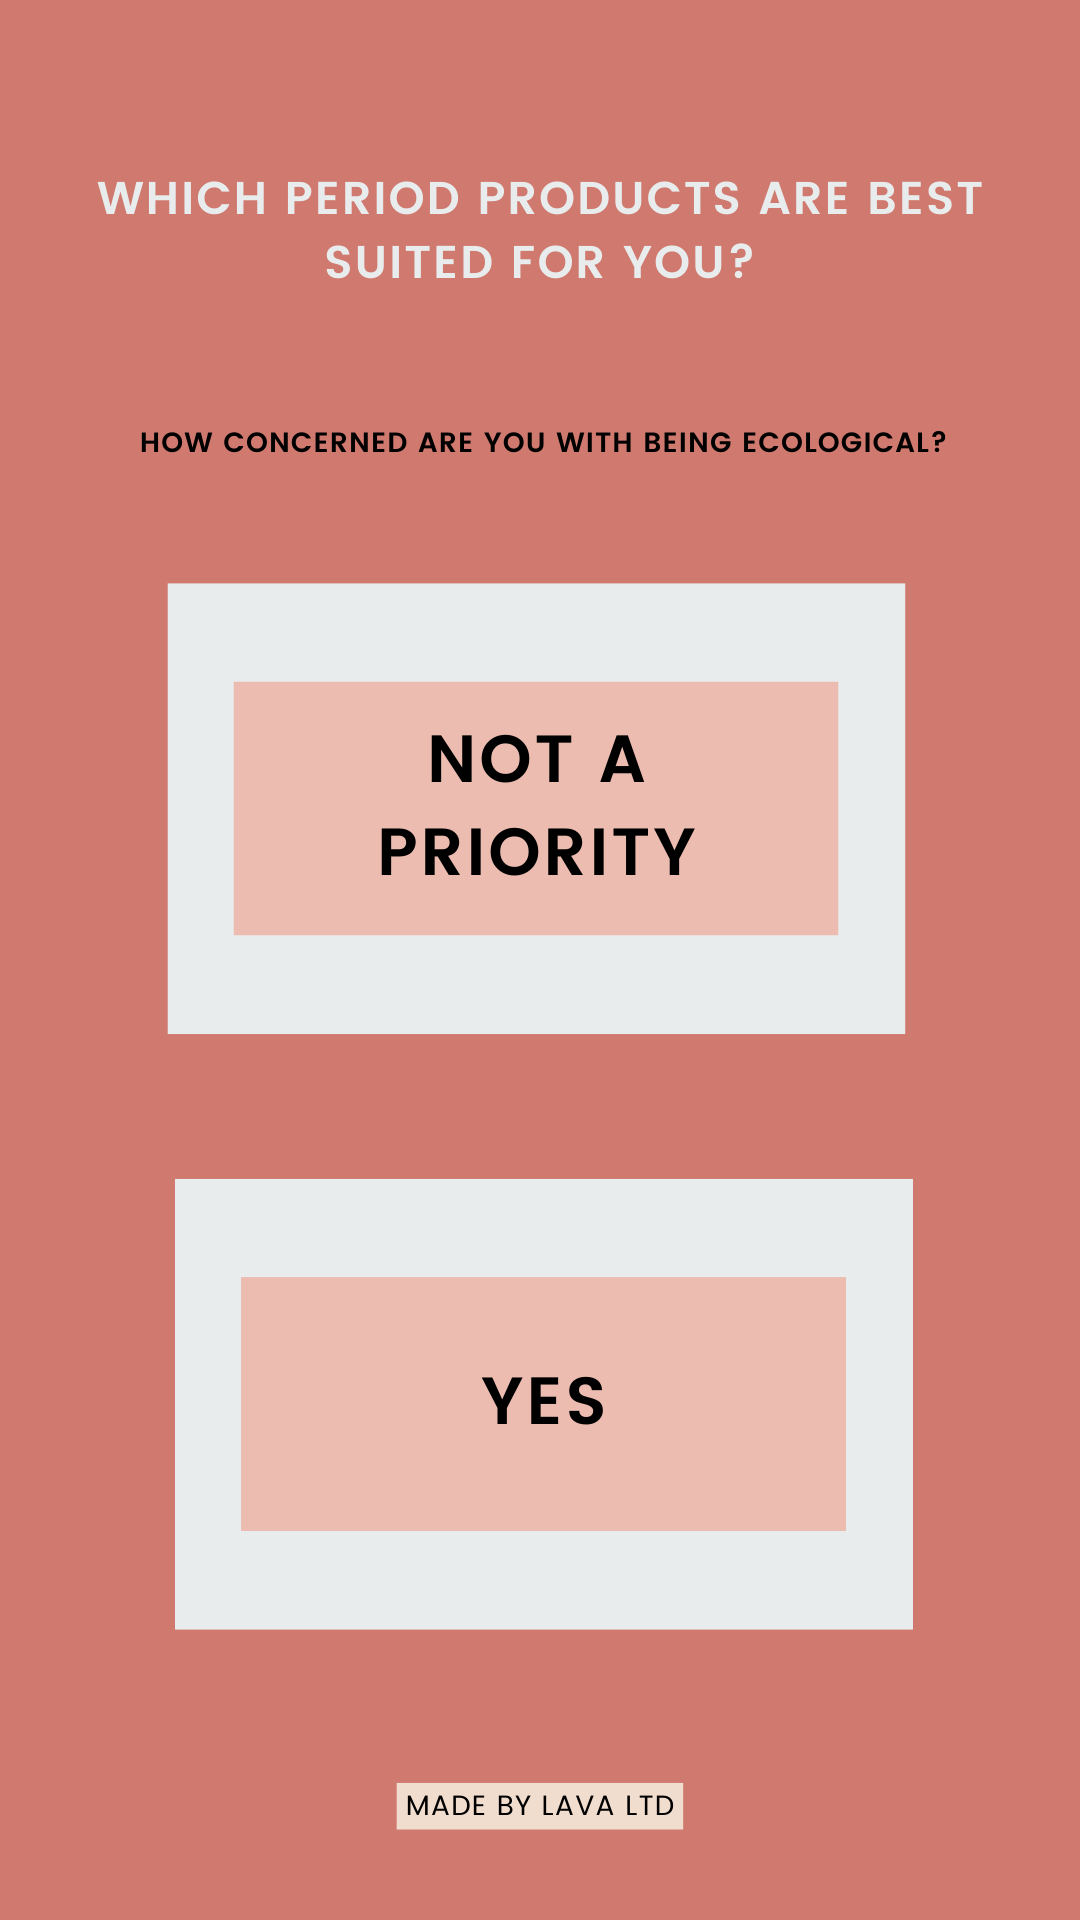 WHICH PERIOD PRODUCTS ARE BEST
SUITED FOR YOU?
HOW CONCERNED ARE YOU WITH BEING ECOLOGICAL?
NOT A
PRIORITY
YES
MADE BY LAVA LTD